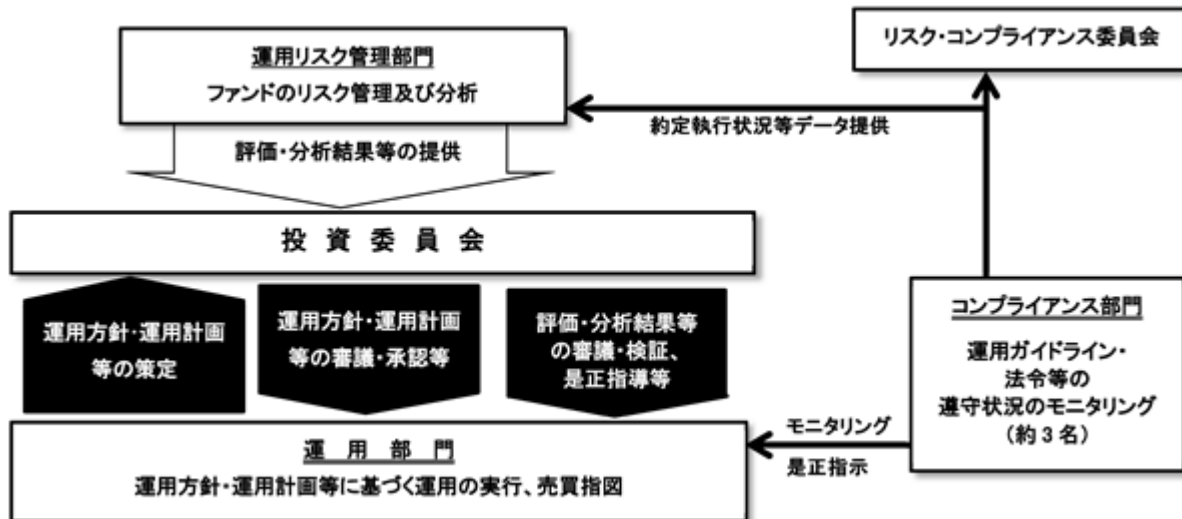 運用リスク管理部門
ファンドのリスク管理及び分析
リスク・コンプライアンス委員会
約定執行状況等データ提供
評価・分析結果等の提供
投資委員会
運用方針・運用計画
等の策定
運用方針・運用計画
等の審議・承認等
評価・分析結果等
の審議・検証、
是正指導等
コンプライアンス部門
運用ガイドライン・
法令等の
遵守状況のモニタリング
（約３名）
モニタリング
是正指示
運用部門
運用方針・運用計画等に基づく運用の実行、売買指図